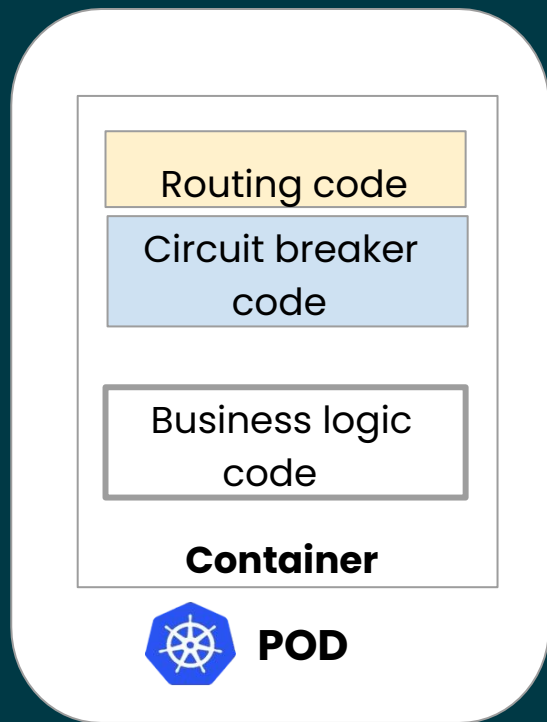 Routing code
Circuit breaker
code
Business logic
code
Container
POD